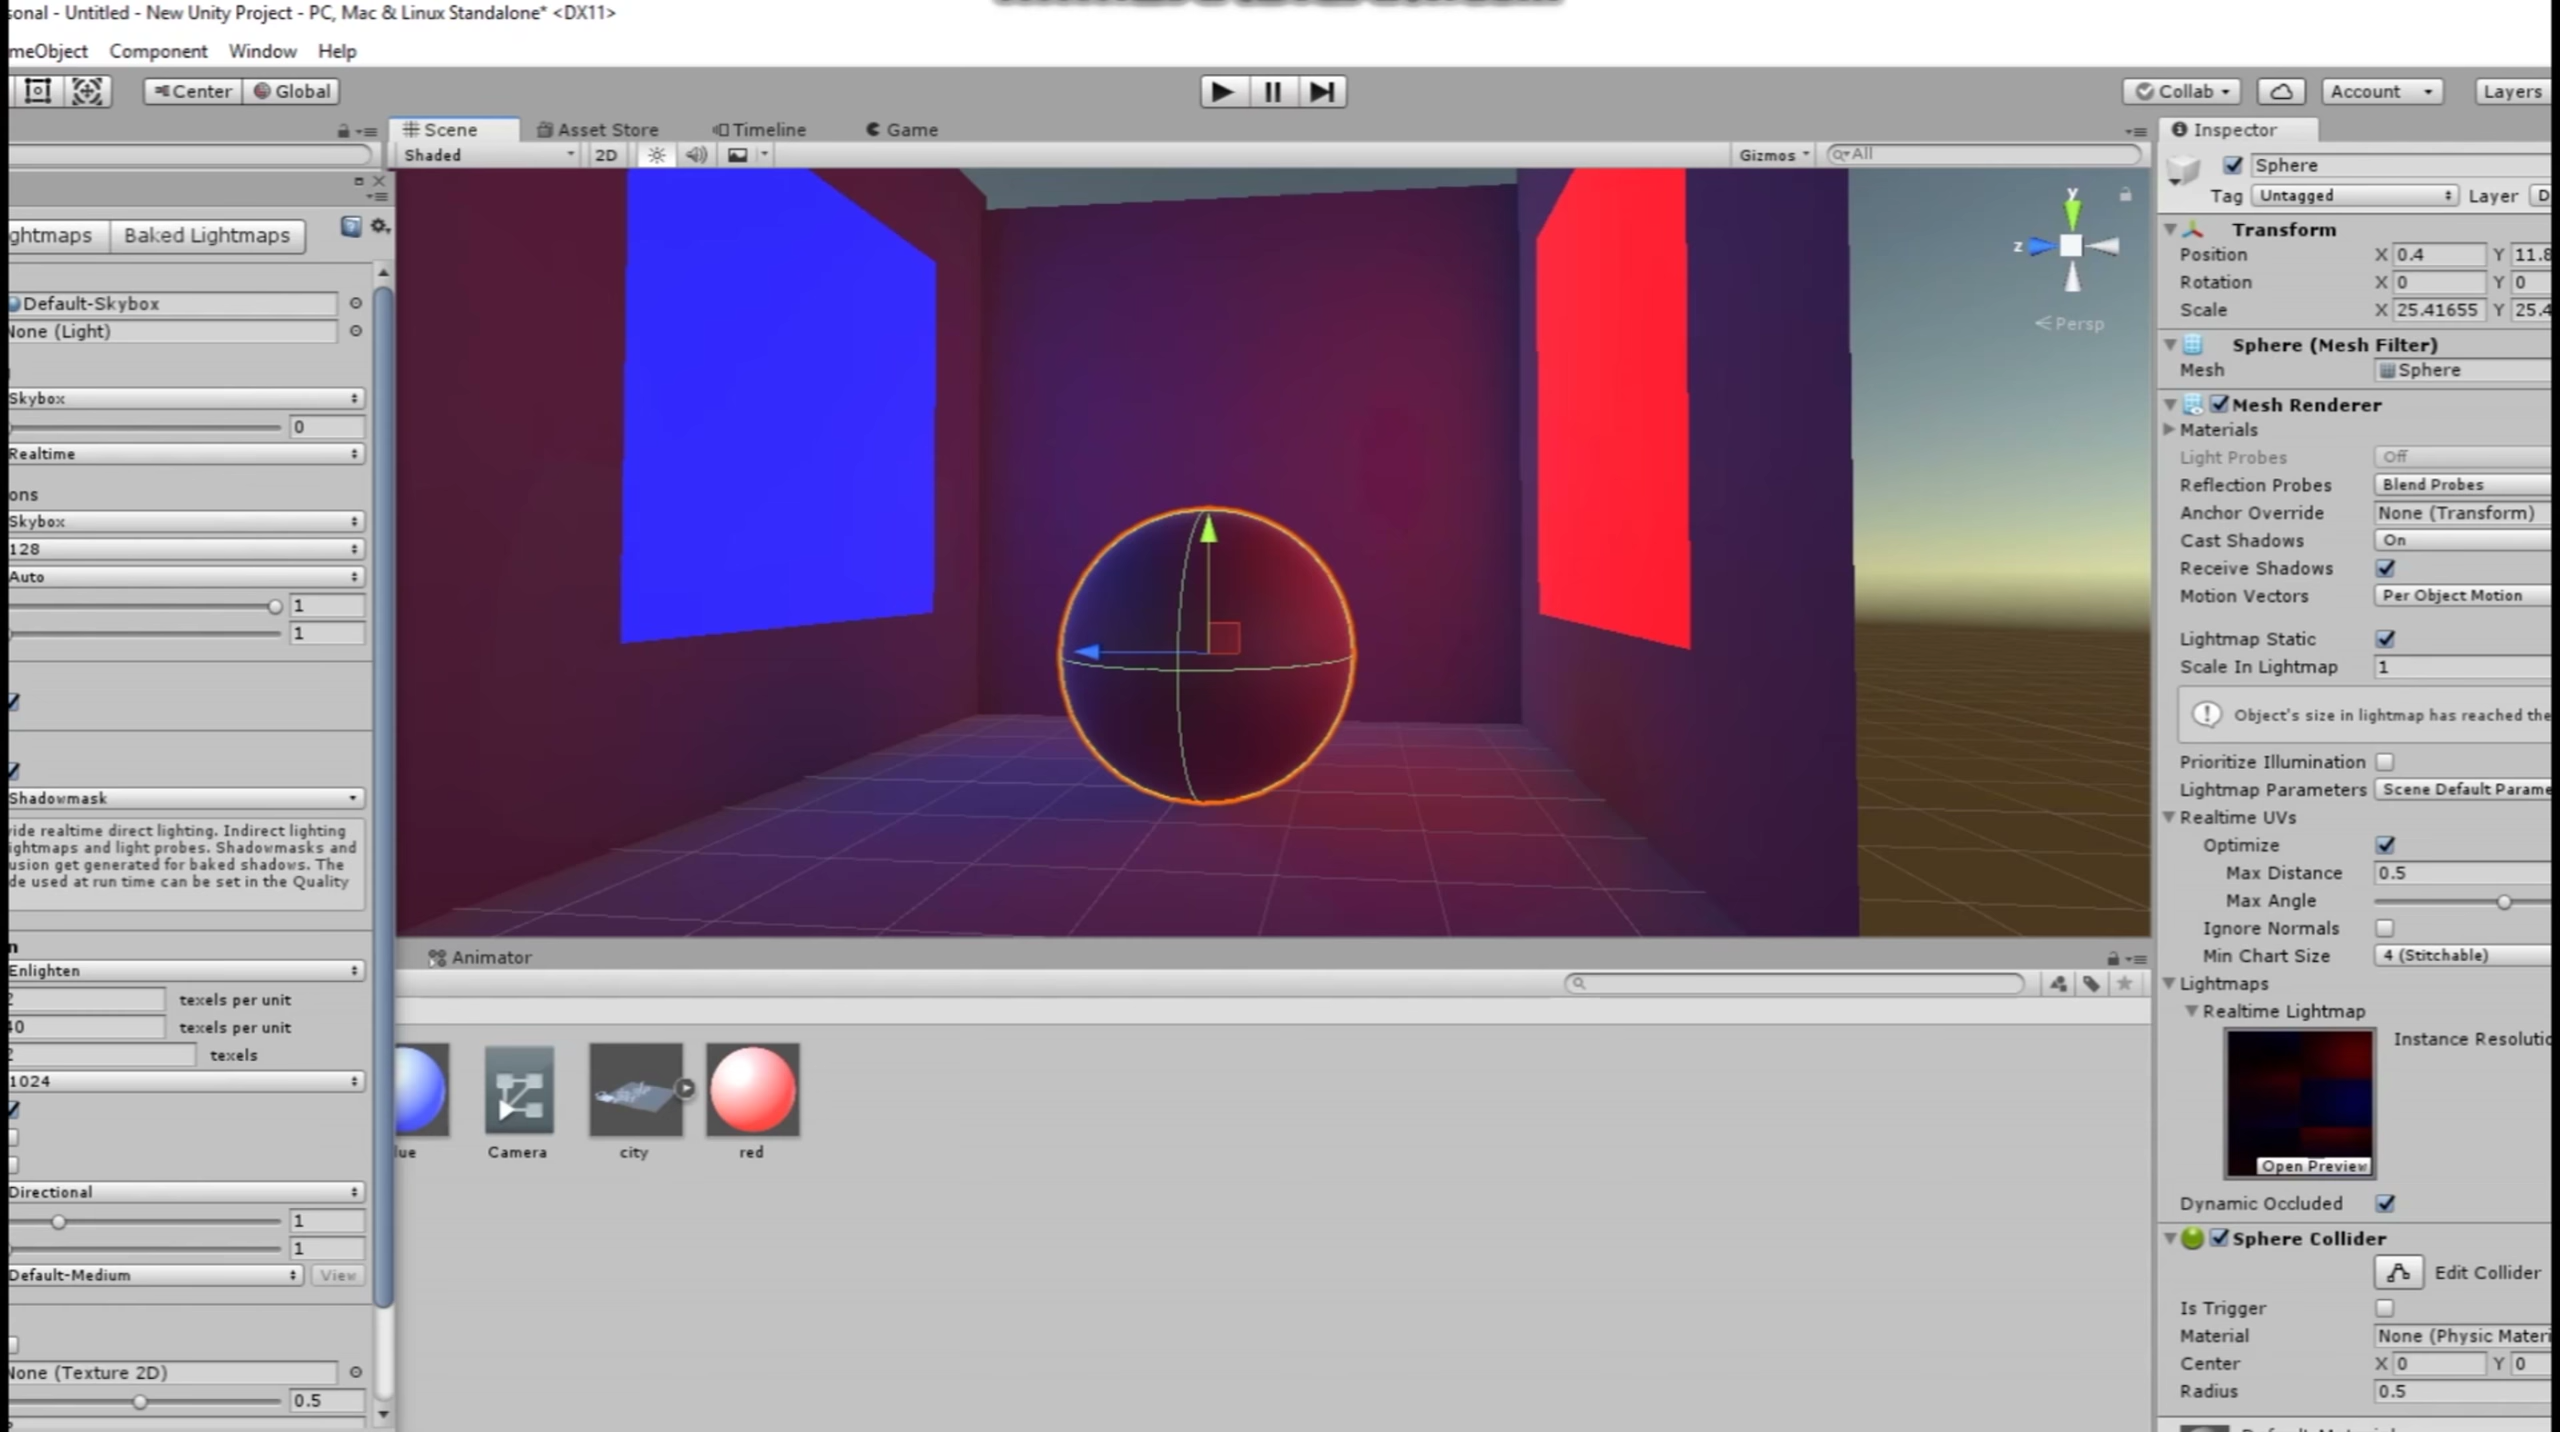 sonal - Untitled - New Unity Project - PC, Mac & Linux Standalone* <DX11>
meObject Component Window Help
Center Global
Collab Account Layers
Scene Asset Store Timeline Game
Shaded 2D Gizmos All
ghtmaps Baked Lightmaps
Default-Skybox
None (Light)
Skybox
0
Realtime
ons
Skybox
128
Auto
1
1
Shadowmask
vide realtime direct lighting. Indirect lighting
ightmaps and light probes. Shadowmasks and
usion get generated for baked shadows. The
de used at run time can be set in the Quality
n
Enlighten
2 texels per unit
40 texels per unit
2 texels
1024
Directional
1
1
Default-Medium View
None (Texture 2D)
0.5
y
z
Persp
Animator
lue Camera city red
Inspector
Sphere
Tag Untagged Layer D
Transform
Position X 0.4 Y 11.8
Rotation X 0 Y 0
Scale X 25.41655 Y 25.4
Sphere (Mesh Filter)
Mesh Sphere
Mesh Renderer
Materials
Light Probes Off
Reflection Probes Blend Probes
Anchor Override None (Transform)
Cast Shadows On
Receive Shadows
Motion Vectors Per Object Motion
Lightmap Static
Scale In Lightmap 1
Object's size in lightmap has reached the
Prioritize Illumination
Lightmap Parameters Scene Default Parame
Realtime UVs
Optimize
Max Distance 0.5
Max Angle
Ignore Normals
Min Chart Size 4 (Stitchable)
Lightmaps
Realtime Lightmap
Instance Resolutio
Open Preview
Dynamic Occluded
Sphere Collider
Edit Collider
Is Trigger
Material None (Physic Materi
Center X 0 Y 0
Radius 0.5